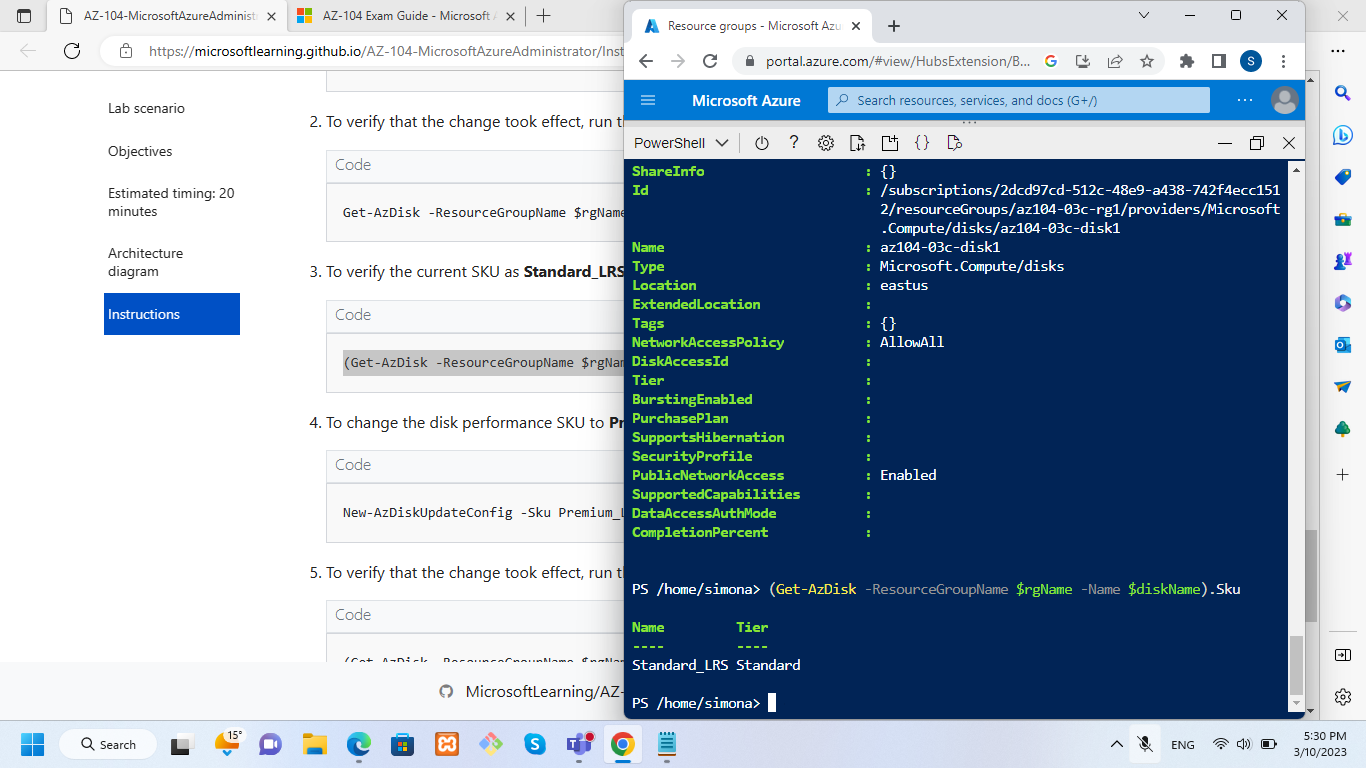 AZ-104-MicrosoftAzureAdministr
AZ-104 Exam Guide - Microsoft A
https://microsoftlearning.github.io/AZ-104-MicrosoftAzureAdministrator/Inst
Lab scenario
Objectives
Estimated timing: 20
minutes
Architecture
diagram
Instructions
2. To verify that the change took effect, run th
Code
Get-AzDisk -ResourceGroupName $rgName
3. To verify the current SKU as Standard_LRS
Code
(Get-AzDisk -ResourceGroupName $rgNam
4. To change the disk performance SKU to Pr
Code
New-AzDiskUpdateConfig -Sku Premium_L
5. To verify that the change took effect, run th
Code
(Get-AzDisk -ResourceGroupName $rgNam
MicrosoftLearning/AZ-
Resource groups - Microsoft Azu
portal.azure.com/#view/HubsExtension/B...
G
S
Microsoft Azure
Search resources, services, and docs (G+/)
PowerShell
?
{}
ShareInfo : {}
Id : /subscriptions/2dcd97cd-512c-48e9-a438-742f4ecc151
2/resourceGroups/az104-03c-rg1/providers/Microsoft
.Compute/disks/az104-03c-disk1
Name : az104-03c-disk1
Type : Microsoft.Compute/disks
Location : eastus
ExtendedLocation :
Tags : {}
NetworkAccessPolicy : AllowAll
DiskAccessId :
Tier :
BurstingEnabled :
PurchasePlan :
SupportsHibernation :
SecurityProfile :
PublicNetworkAccess : Enabled
SupportedCapabilities :
DataAccessAuthMode :
CompletionPercent :
PS /home/simona> (Get-AzDisk -ResourceGroupName $rgName -Name $diskName).Sku
Name Tier
---- ----
Standard_LRS Standard
PS /home/simona>
15°
Search
ENG
5:30 PM
3/10/2023